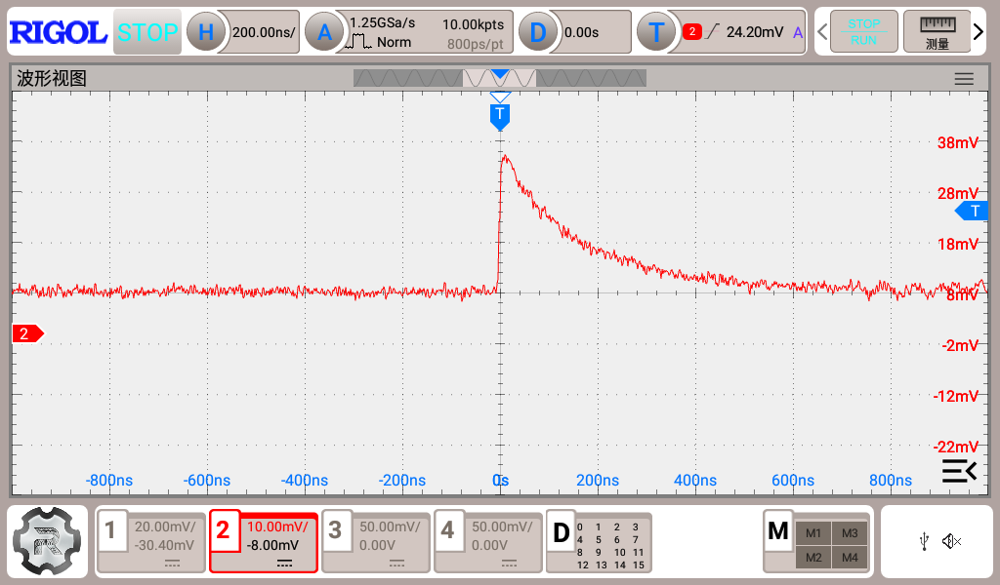 RIGOL STOP H 200.00ns/ A 1.25GSa/s 10.00kpts D 0.00s T 2 24.20mV A STOP
Norm 800ps/pt RUN 测量
波形视图
T
38mV
28mV
T
18mV
8mV
2
-2mV
-12mV
-22mV
-800ns -600ns -400ns -200ns 0s 200ns 400ns 600ns 800ns
1 20.00mV/ 2 10.00mV/ 3 50.00mV/ 4 50.00mV/ D 0 1 2 3 M M1 M3
-30.40mV -8.00mV 0.00V 0.00V 4 5 6 7 M2 M4
8 9 10 11
12 13 14 15